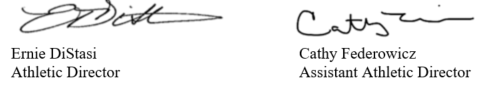 Ernie DiStasi
Cathy Federowicz
Athletic Director
Assistant Athletic Director